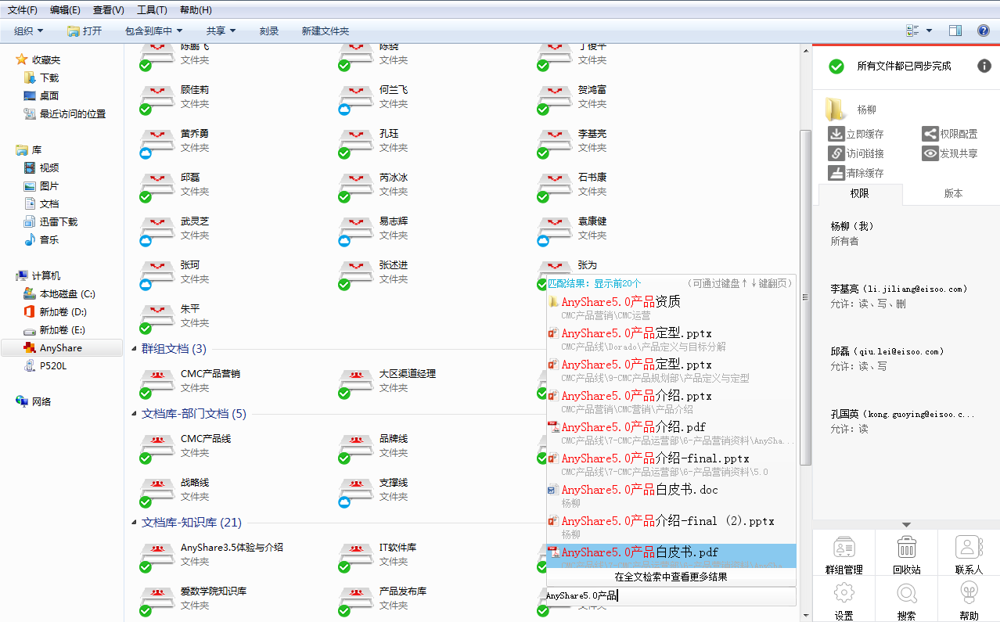 文件(F) 编辑(E) 查看(V) 工具(T) 帮助(H)
组织 打开 包含到库中 共享 刻录 新建文件夹
收藏夹
下载
桌面
最近访问的位置
库
视频
图片
文档
迅雷下载
音乐
计算机
本地磁盘 (C:)
新加卷 (D:)
新加卷 (E:)
AnyShare
P520L
网络
陈鹏飞 陈骁 丁俊平
文件夹 文件夹 文件夹
顾佳莉 何兰飞 贺鸿富
文件夹 文件夹 文件夹
黄乔勇 孔珏 李基亮
文件夹 文件夹 文件夹
邱磊 芮冰冰 石书康
文件夹 文件夹 文件夹
武灵芝 易志辉 袁康健
文件夹 文件夹 文件夹
张珂 张述进 张为
文件夹 文件夹
朱平
文件夹
群组文档 (3)
CMC产品营销 大区渠道经理
文件夹 文件夹
文档库-部门文档 (5)
CMC产品线 品牌线
文件夹 文件夹
战略线 支撑线
文件夹 文件夹
文档库-知识库 (21)
AnyShare3.5体验与介绍 IT软件库
文件夹 文件夹
爱数学院知识库 产品发布库
文件夹 文件夹 文件夹
匹配结果：显示前20个 （可通过键盘↑↓键翻页）
AnyShare5.0产品资质
CMC产品营销\CMC运营
AnyShare5.0产品定型.pptx
CMC产品线\Dorado\产品定义与目标分解
AnyShare5.0产品定型.pptx
CMC产品线\9-CMC产品规划部\产品定义与定型
AnyShare5.0产品介绍.pptx
CMC产品营销\CMC营销\产品介绍
AnyShare5.0产品介绍.pdf
CMC产品线\7-CMC产品运营部\6-产品营销资料\AnySha...
AnyShare5.0产品介绍-final.pptx
CMC产品线\7-CMC产品运营部\6-产品营销资料\5.0
AnyShare5.0产品白皮书.doc
杨柳
AnyShare5.0产品介绍-final (2).pptx
杨柳
AnyShare5.0产品白皮书.pdf
CMC产品线\7-CMC产品运营部\6-产品营销资料\AnySha...
在全文检索中查看更多结果
AnyShare5.0产品
所有文件都已同步完成
杨柳
立即缓存 权限配置
访问链接 发现共享
清除缓存
权限 版本
杨柳（我）
所有者
李基亮（li.jiliang@eisoo.com）
允许：读、写、删
邱磊（qiu.lei@eisoo.com）
允许：读、写
孔国英（kong.guoying@eisoo.c...
允许：读
群组管理 回收站 联系人
设置 搜索 帮助